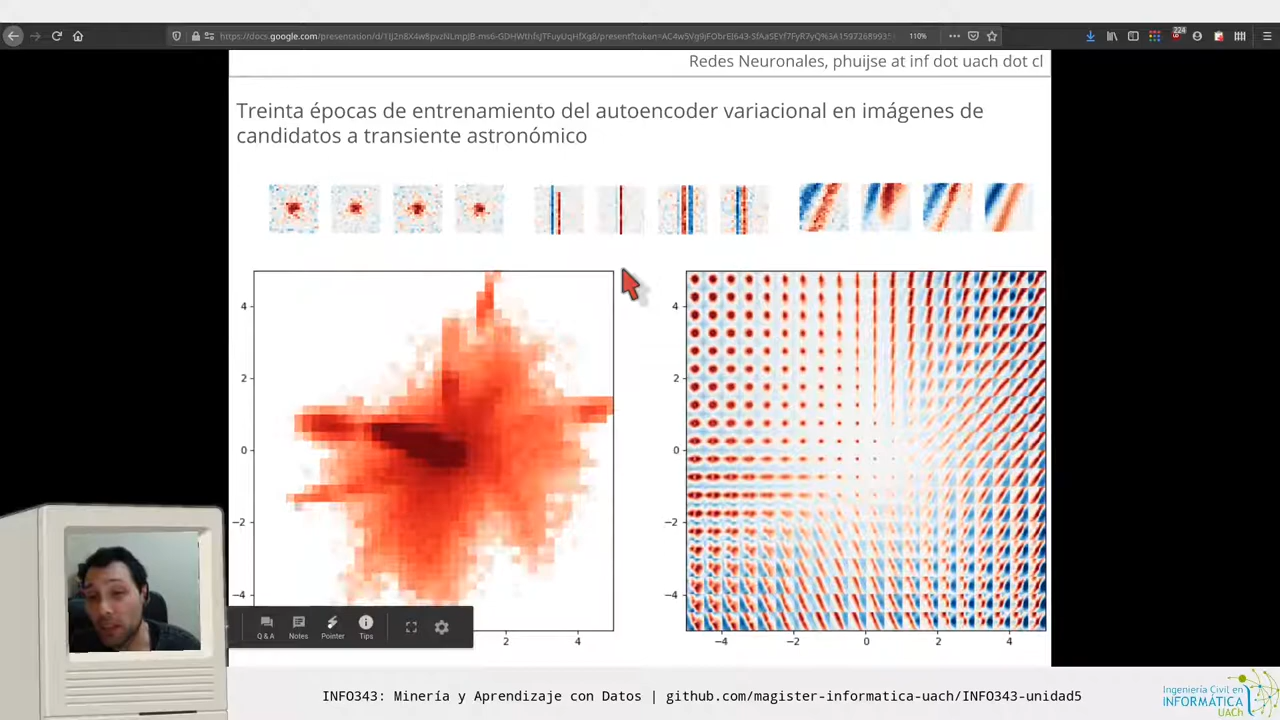 110%
224
Redes Neuronales, phuijse at inf dot uach dot cl
Treinta épocas de entrenamiento del autoencoder variacional en imágenes de
candidatos a transiente astronómico
4
2
0
−2
−4
2
4
4
2
0
−2
−4
−4
−2
0
2
4
Q & A
Notes
Pointer
Tips
INFO343: Minería y Aprendizaje con Datos | github.com/magister-informatica-uach/INFO343-unidad5
Ingeniería Civil en
INFORMÁTICA
UACh